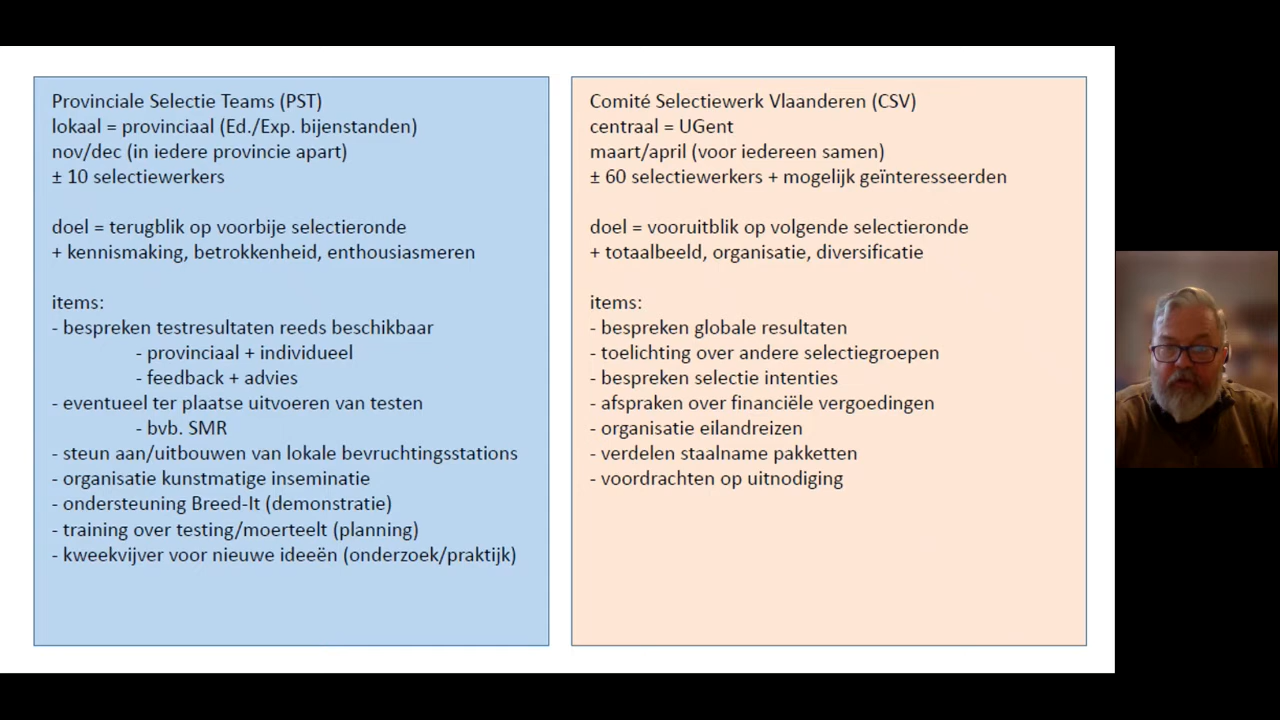 Provinciale Selectie Teams (PST)
lokaal = provinciaal (Ed./Exp. bijenstanden)
nov/dec (in iedere provincie apart)
± 10 selectiewerkers
doel = terugblik op voorbije selectieronde
+ kennismaking, betrokkenheid, enthousiasmeren
items:
- bespreken testresultaten reeds beschikbaar
- provinciaal + individueel
- feedback + advies
- eventueel ter plaatse uitvoeren van testen
- bvb. SMR
- steun aan/uitbouwen van lokale bevruchtingsstations
- organisatie kunstmatige inseminatie
- ondersteuning Breed-It (demonstratie)
- training over testing/moerteelt (planning)
- kweekvijver voor nieuwe ideeën (onderzoek/praktijk)
Comité Selectiewerk Vlaanderen (CSV)
centraal = UGent
maart/april (voor iedereen samen)
± 60 selectiewerkers + mogelijk geïnteresseerden
doel = vooruitblik op volgende selectieronde
+ totaalbeeld, organisatie, diversificatie
items:
- bespreken globale resultaten
- toelichting over andere selectiegroepen
- bespreken selectie intenties
- afspraken over financiële vergoedingen
- organisatie eilandreizen
- verdelen staalname pakketten
- voordrachten op uitnodiging